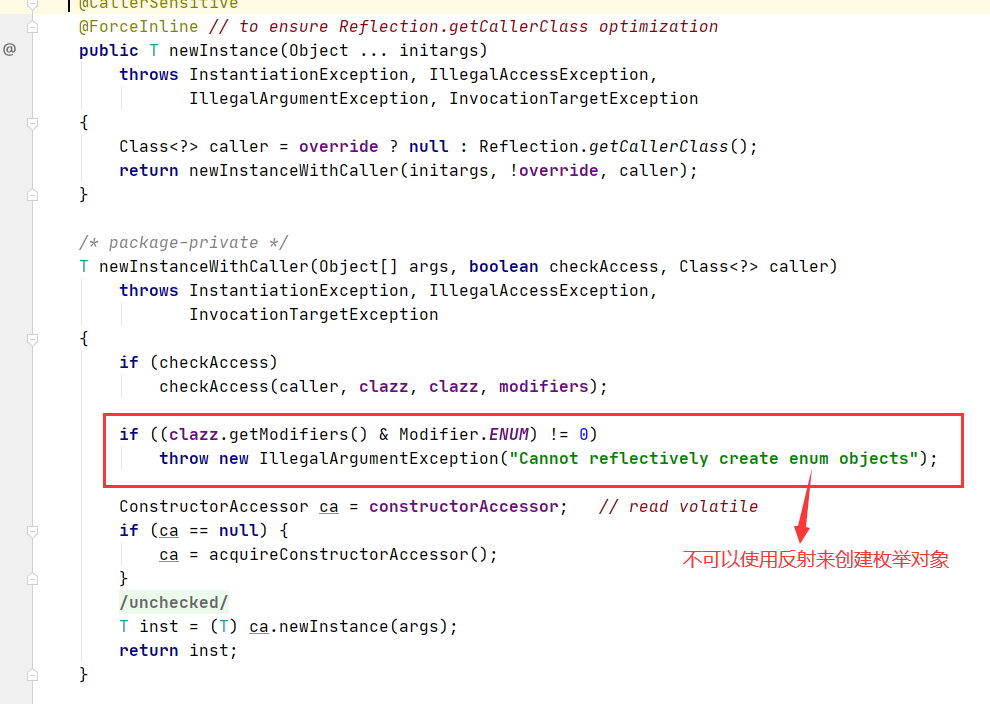 @CallerSensitive
@ForceInline // to ensure Reflection.getCallerClass optimization
@
public T newInstance(Object ... initargs)
throws InstantiationException, IllegalAccessException,
IllegalArgumentException, InvocationTargetException
{
Class<?> caller = override ? null : Reflection.getCallerClass();
return newInstanceWithCaller(initargs, !override, caller);
}
/* package-private */
T newInstanceWithCaller(Object[] args, boolean checkAccess, Class<?> caller)
throws InstantiationException, IllegalAccessException,
InvocationTargetException
{
if (checkAccess)
checkAccess(caller, clazz, clazz, modifiers);
if ((clazz.getModifiers() & Modifier.ENUM) != 0)
throw new IllegalArgumentException("Cannot reflectively create enum objects");
ConstructorAccessor ca = constructorAccessor; // read volatile
if (ca == null) {
ca = acquireConstructorAccessor();
不可以使用反射来创建枚举对象
}
/unchecked/
T inst = (T) ca.newInstance(args);
return inst;
}